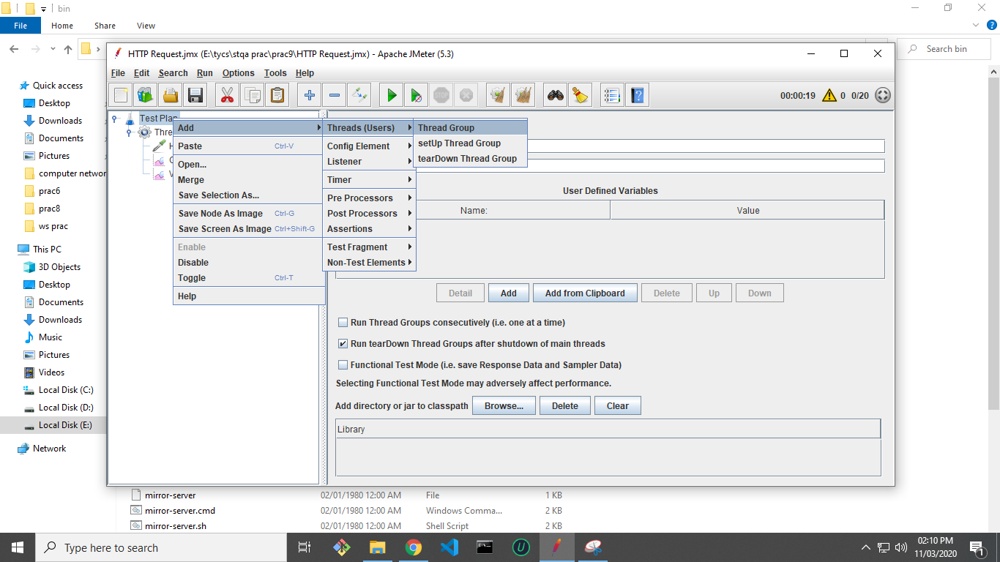 bin
File Home Share View
Search bin
HTTP Request.jmx (E:\tycs\stqa prac\prac9\HTTP Request.jmx) - Apache JMeter (5.3)
File Edit Search Run Options Tools Help
STOP
00:00:19 0 0/20
Quick access
Desktop
Downloads
Documents
Pictures
computer networ
prac6
prac8
ws prac
This PC
3D Objects
Desktop
Documents
Downloads
Music
Pictures
Videos
Local Disk (C:)
Local Disk (D:)
Local Disk (E:)
Network
Test Plan
Thre
Add
Paste Ctrl-V
Open...
Merge
Save Selection As...
Save Node As Image Ctrl-G
Save Screen As Image Ctrl+Shift-G
Enable
Disable
Toggle Ctrl-T
Help
Threads (Users)
Config Element
Listener
Timer
Pre Processors
Post Processors
Assertions
Test Fragment
Non-Test Elements
Thread Group
setUp Thread Group
tearDown Thread Group
User Defined Variables
Name: Value
Detail Add Add from Clipboard Delete Up Down
Run Thread Groups consecutively (i.e. one at a time)
Run tearDown Thread Groups after shutdown of main threads
Functional Test Mode (i.e. save Response Data and Sampler Data)
Selecting Functional Test Mode may adversely affect performance.
Add directory or jar to classpath Browse... Delete Clear
Library
mirror-server 02/01/1980 12:00 AM File 1 KB
mirror-server.cmd 02/01/1980 12:00 AM Windows Comma... 2 KB
mirror-server.sh 02/01/1980 12:00 AM Shell Script 2 KB
Type here to search
02:10 PM
11/03/2020
1